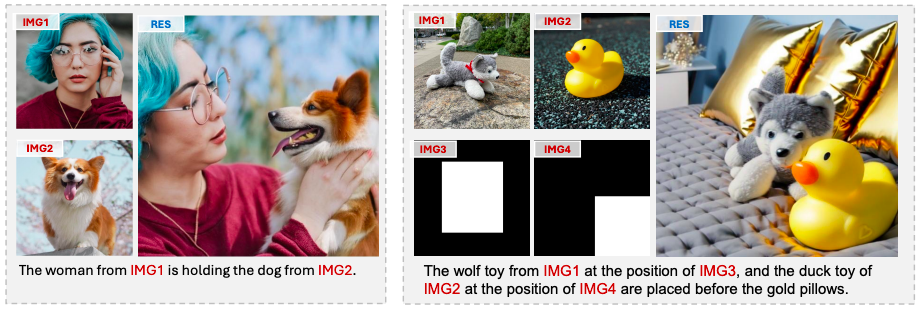 IMG1
RES
IMG2
The woman from IMG1 is holding the dog from IMG2.
IMG1
IMG2
RES
IMG3
IMG4
The wolf toy from IMG1 at the position of IMG3, and the duck toy of
IMG2 at the position of IMG4 are placed before the gold pillows.